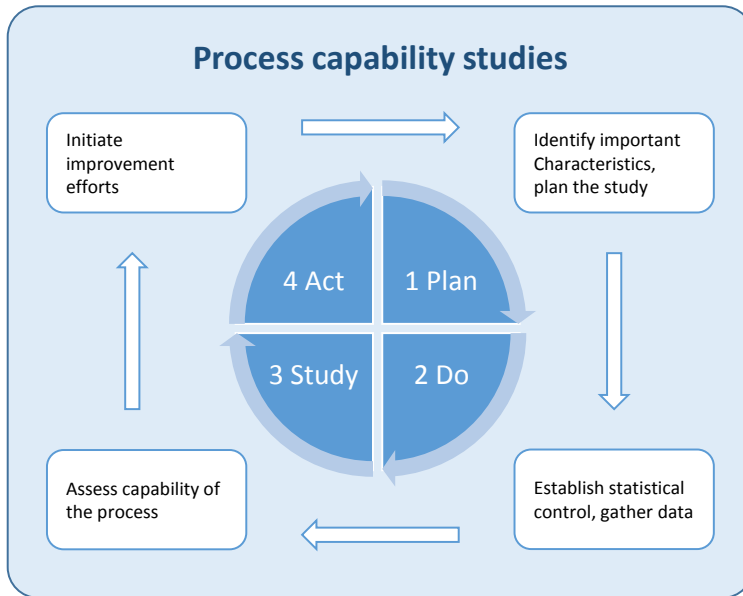 Process capability studies
Initiate
improvement
efforts
Identify important
Characteristics,
plan the study
4 Act
1 Plan
3 Study
2 Do
Assess capability of
the process
Establish statistical
control, gather data